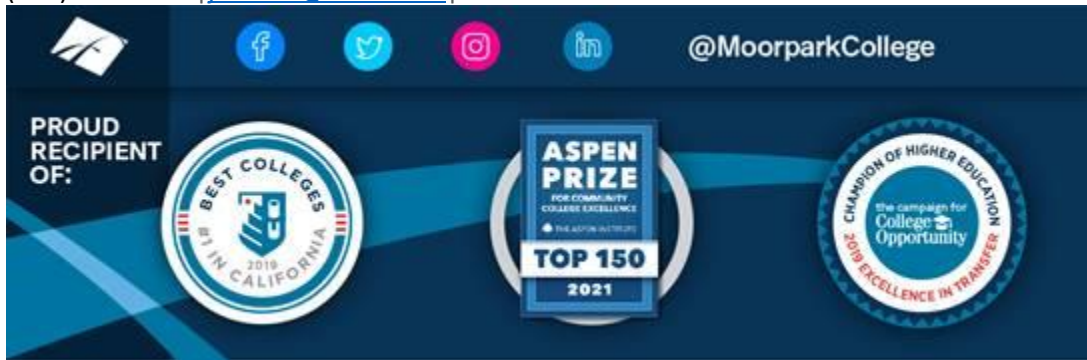 @MoorparkCollege
PROUD
RECIPIENT
OF:
BEST COLLEGES
2019
#1 IN CALIFORNIA
ASPEN
PRIZE
FOR COMMUNITY
COLLEGE EXCELLENCE
THE ASPEN INSTITUTE
TOP 150
2021
CHAMPION OF HIGHER EDUCATION
the campaign for
College
Opportunity
2019 EXCELLENCE IN TRANSFER